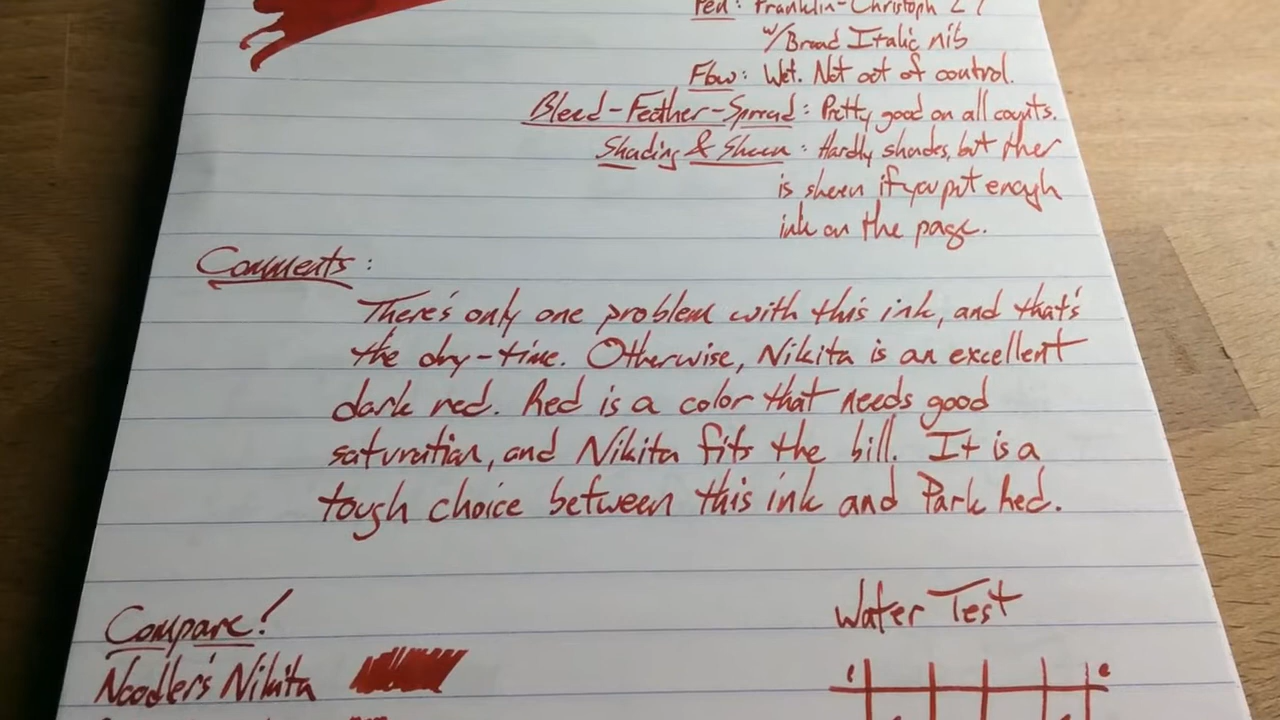 Pen: Franklin-Christoph
w/Broad Italic nib
Flow: Wet. Not out of control.
Bleed-Feather-Spread: Pretty good on all counts.
Shading & Sheen: Hardly shades, but ther
is sheen if you put enough
ink on the page.
Comments:
There's only one problem with this ink, and that's
the dry-time. Otherwise, Nikita is an excellent
dark red. Red is a color that needs good
saturation, and Nikita fits the bill. It is a
tough choice between this ink and Park Red.
Compare!
Water Test
Noodler's Nikita